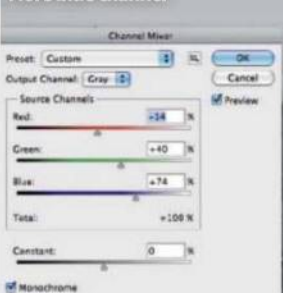 Channel Mixer
Preset: Custom
OK
Output Channel: Gray
Cancel
Source Channels
Preview
Red: -14 %
Green: +40 %
Blue: +74 %
Total: +100 %
Constant: 0 %
Monochrome